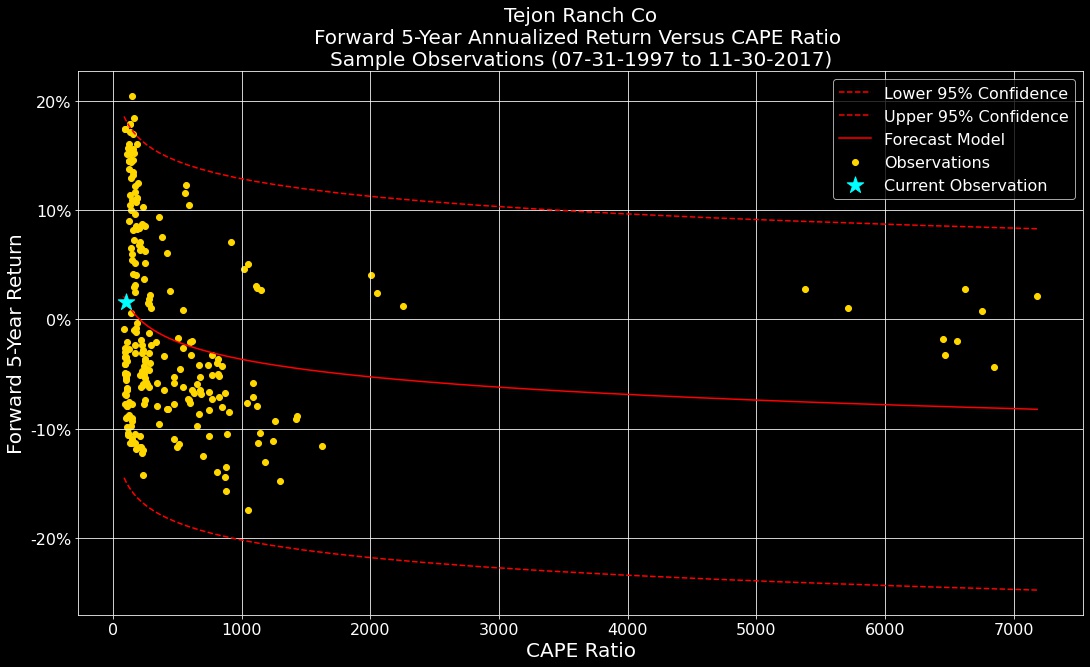 Tejon Ranch Co
Forward 5-Year Annualized Return Versus CAPE Ratio
Sample Observations (07-31-1997 to 11-30-2017)
Lower 95% Confidence
Upper 95% Confidence
Forecast Model
Observations
Current Observation
Forward 5-Year Return
20%
10%
0%
-10%
-20%
0 1000 2000 3000 4000 5000 6000 7000
CAPE Ratio